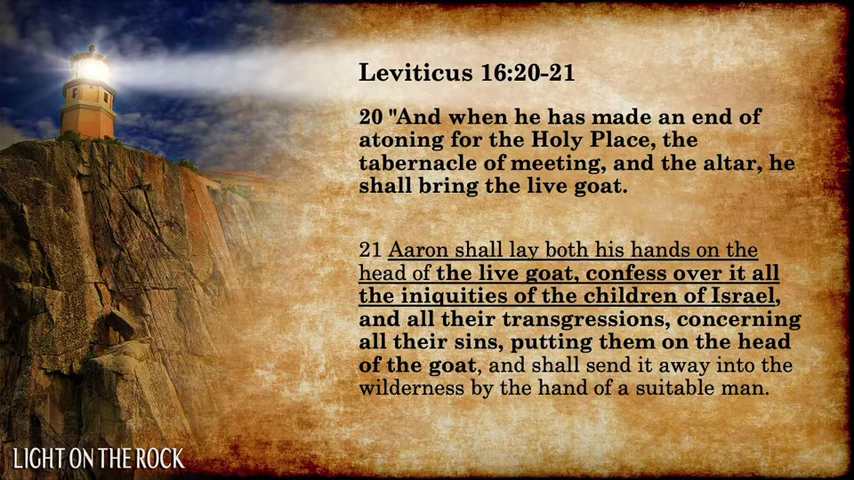 Leviticus 16:20-21
20 "And when he has made an end of
atoning for the Holy Place, the
tabernacle of meeting, and the altar, he
shall bring the live goat.
21 Aaron shall lay both his hands on the
head of the live goat, confess over it all
the iniquities of the children of Israel,
and all their transgressions, concerning
all their sins, putting them on the head
of the goat, and shall send it away into the
wilderness by the hand of a suitable man.
LIGHT ON THE ROCK